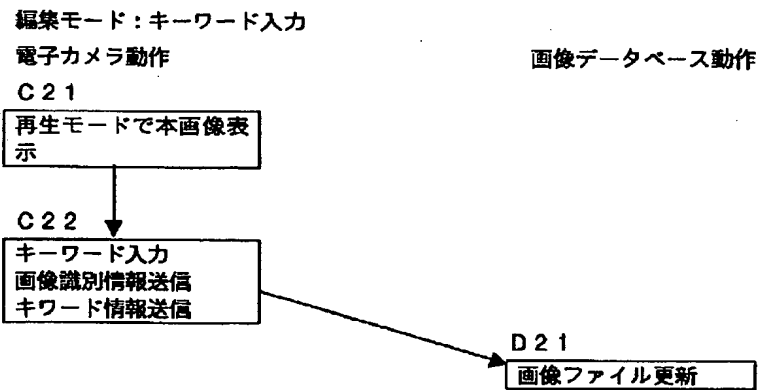 編集モード：キーワード入力
電子カメラ動作
画像データベース動作
Ｃ２１
再生モードで本画像表
示
Ｃ２２
キーワード入力
画像識別情報送信
キワード情報送信
Ｄ２１
画像ファイル更新